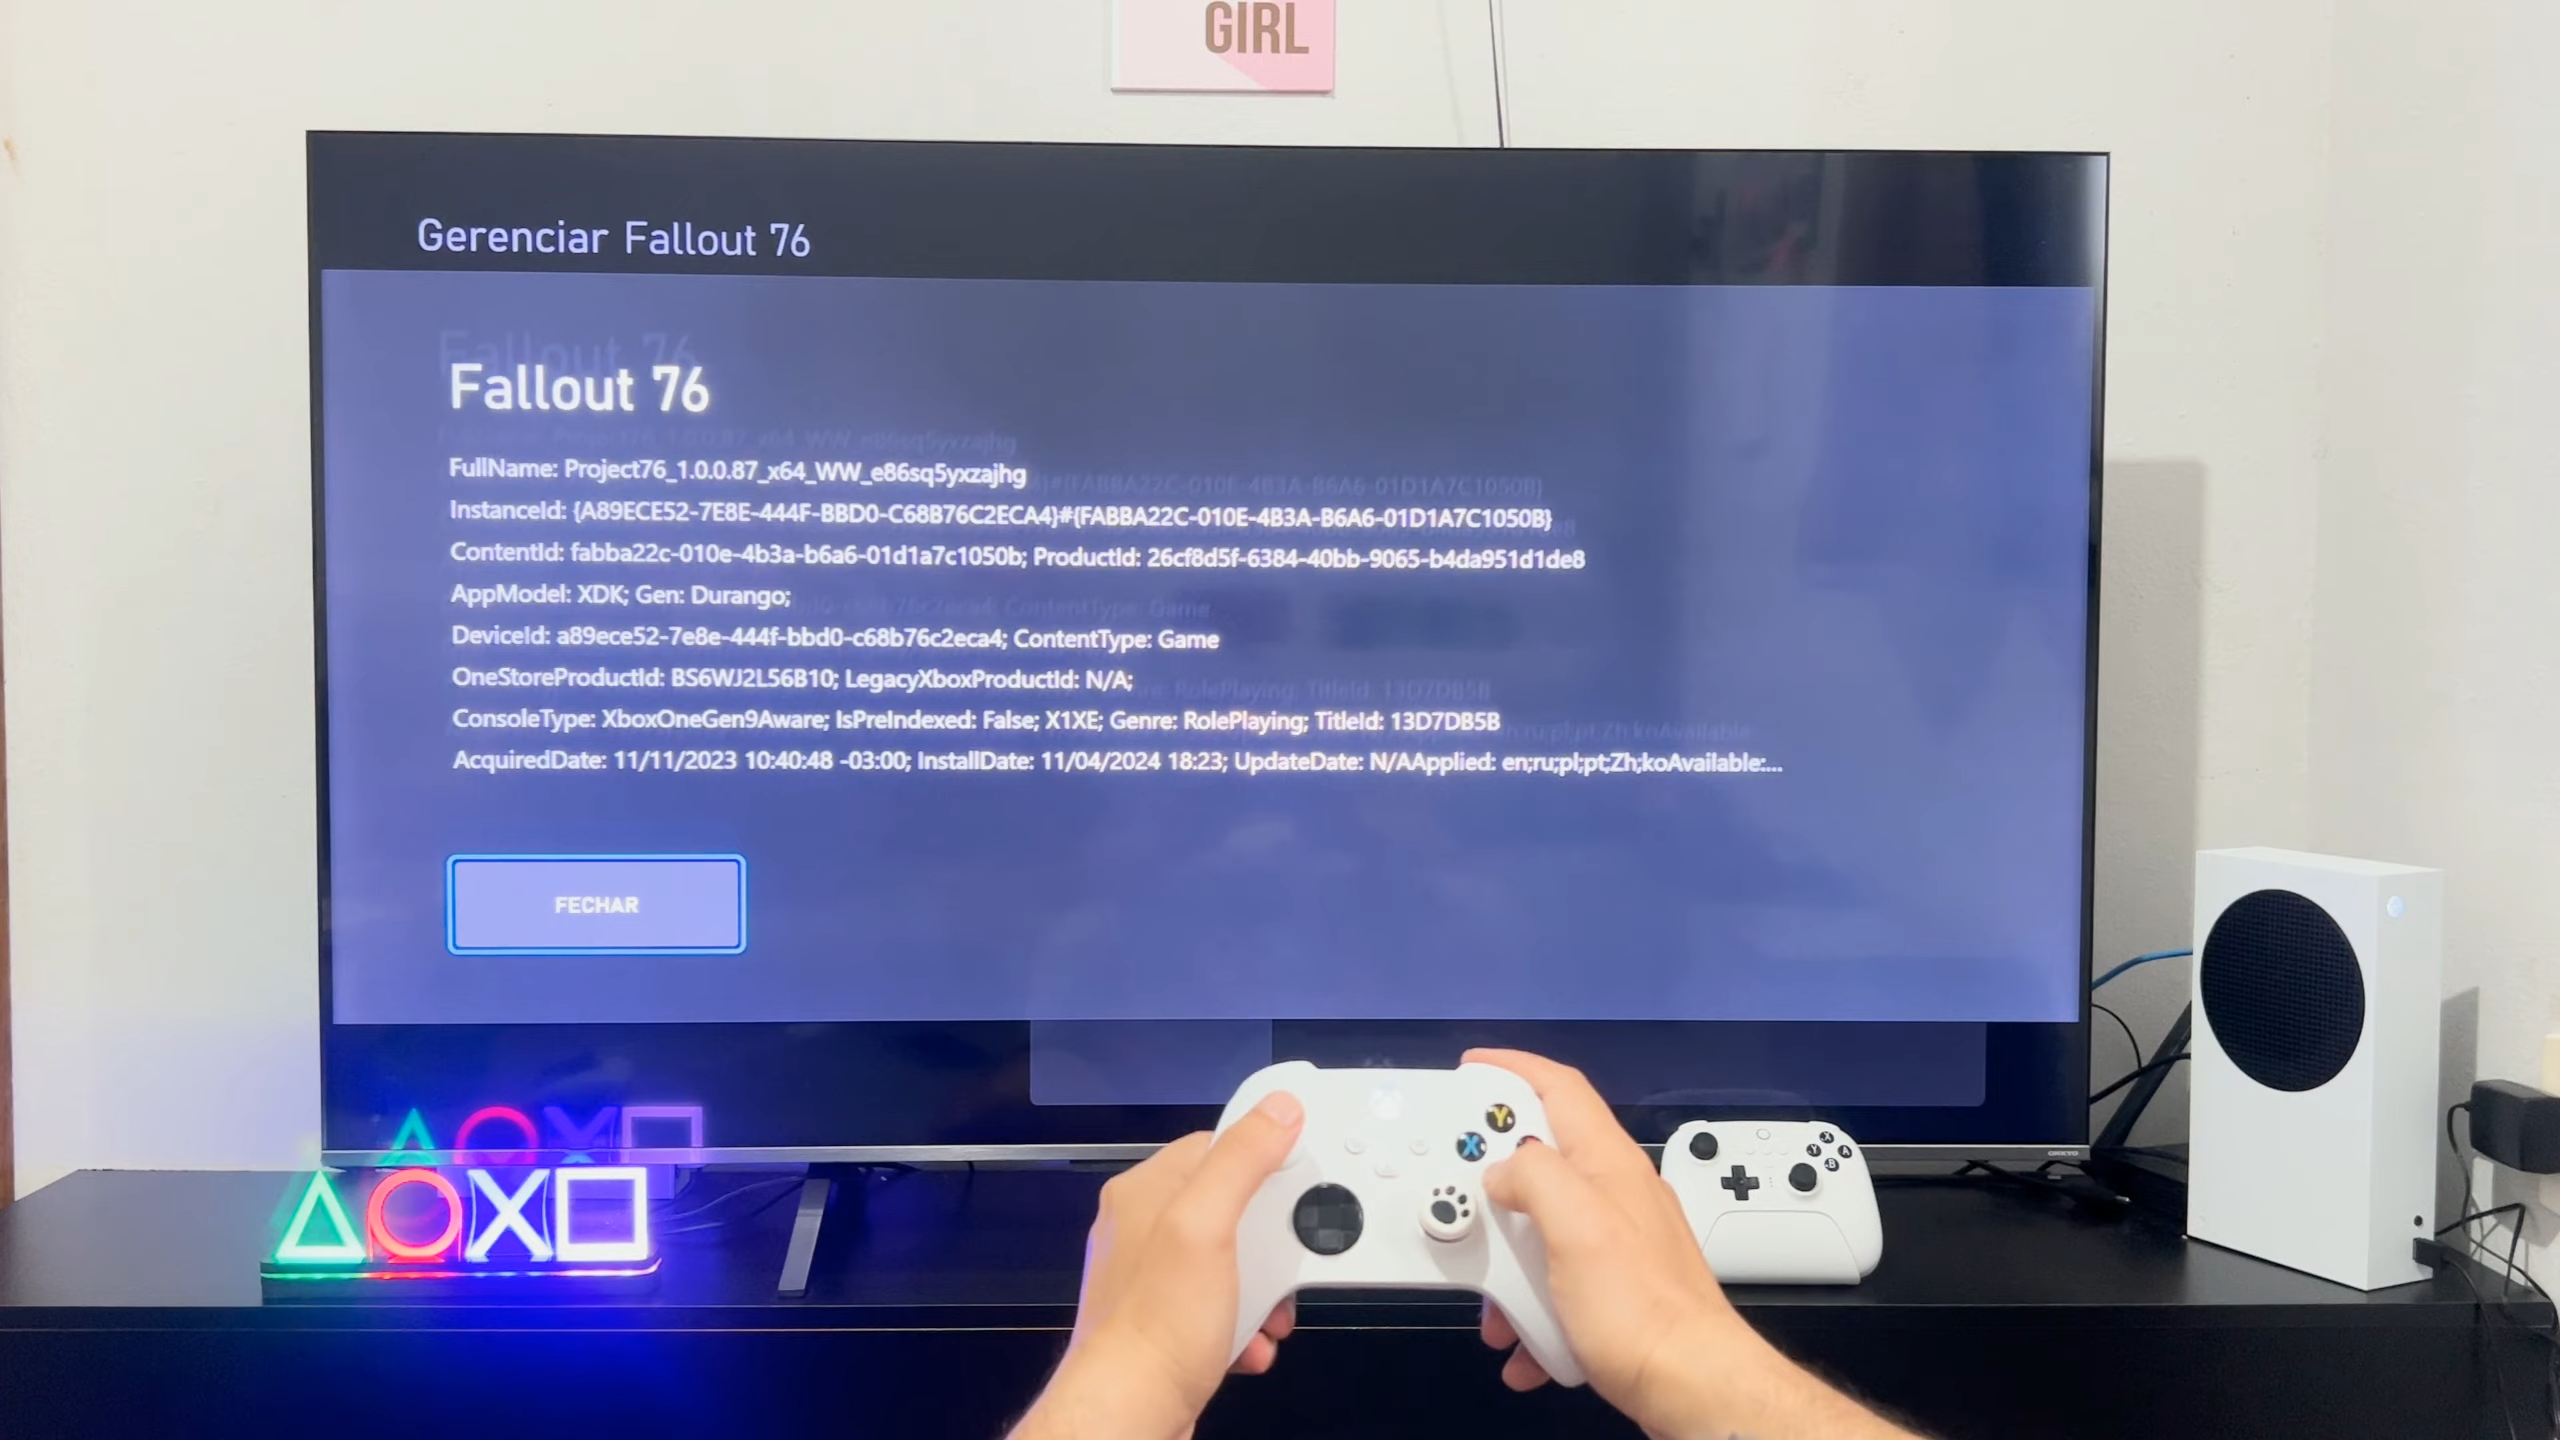 GIRL
Gerenciar Fallout 76
Fallout 76
FullName: Project76_1.0.0.87_x64_WW_e86sq5yxzajhg
InstanceId: {A89ECE52-7E8E-444F-BBD0-C68B76C2ECA4}#{FABBA22C-010E-4B3A-B6A6-01D1A7C1050B}
ContentId: fabba22c-010e-4b3a-b6a6-01d1a7c1050b; ProductId: 26cf8d5f-6384-40bb-9065-b4da951d1de8
AppModel: XDK; Gen: Durango;
DeviceId: a89ece52-7e8e-444f-bbd0-c68b76c2eca4; ContentType: Game
OneStoreProductId: BS6WJ2L56B10; LegacyXboxProductId: N/A;
ConsoleType: XboxOneGen9Aware; IsPreIndexed: False; X1XE; Genre: RolePlaying; TitleId: 13D7DB5B
AcquiredDate: 11/11/2023 10:40:48 -03:00; InstallDate: 11/04/2024 18:23; UpdateDate: N/AApplied: en;ru;pl;pt;Zh;koAvailable:...
FECHAR
ONKYO
Y
X
X
Y
A
B